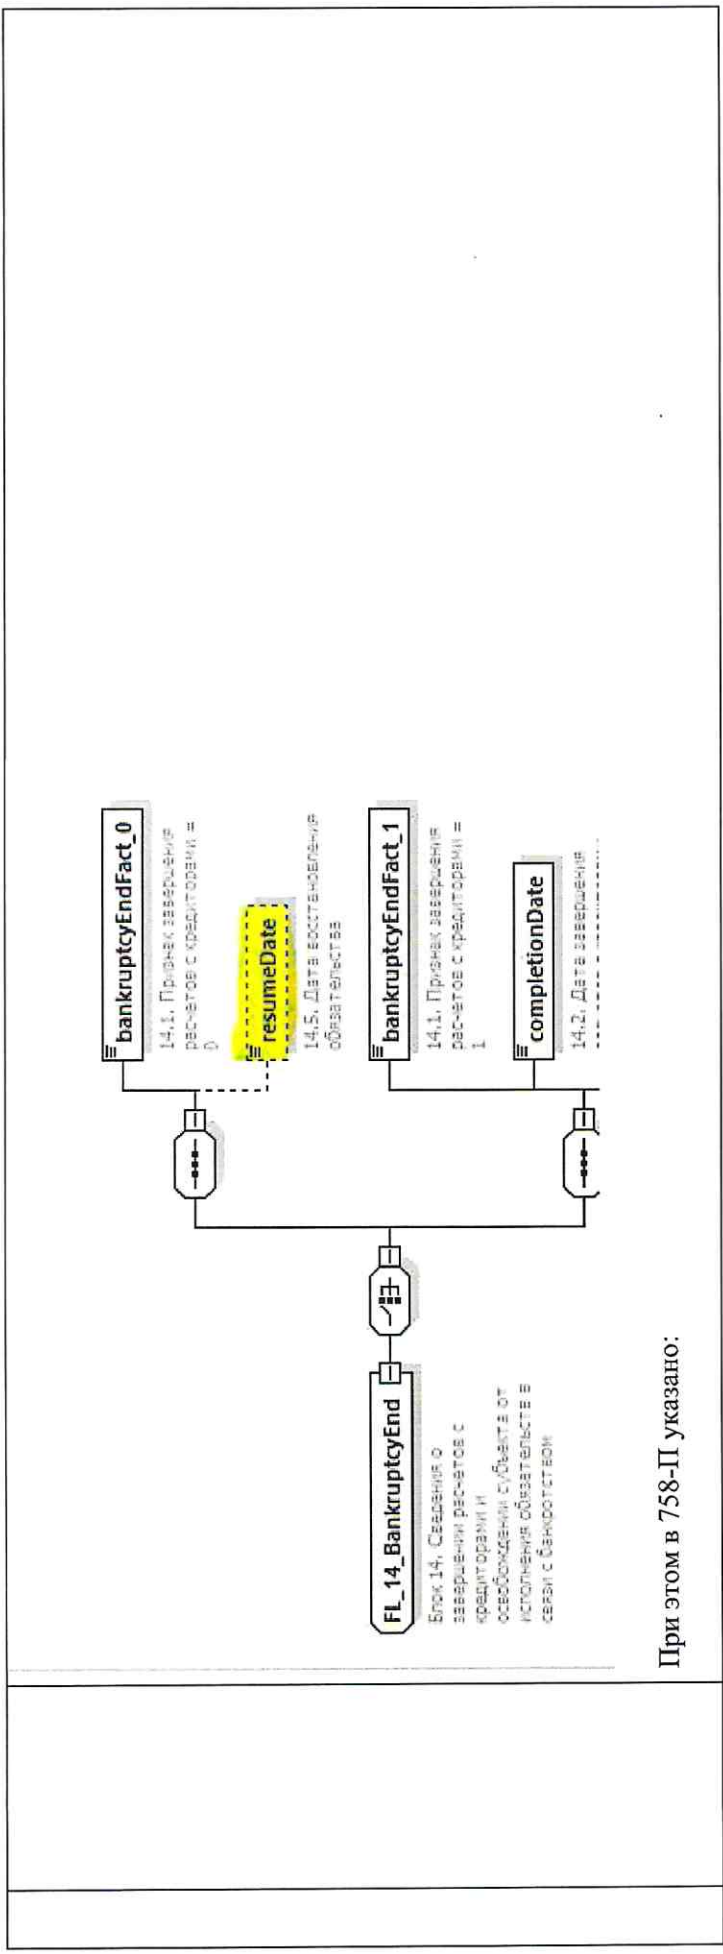 bankruptcyEndFact_0
14.1. Признак завершения
расчетов с кредиторами =
0
resumeDate
14.5. Дата восстановления
обязательства
FL_14_BankruptcyEnd
Блок 14. Сведения о
завершении расчетов с
кредиторами и
освобождении субъекта от
исполнения обязательств в
связи с банкротством
bankruptcyEndFact_1
14.1. Признак завершения
расчетов с кредиторами =
1
completionDate
14.2. Дата завершения
При этом в 758-П указано: